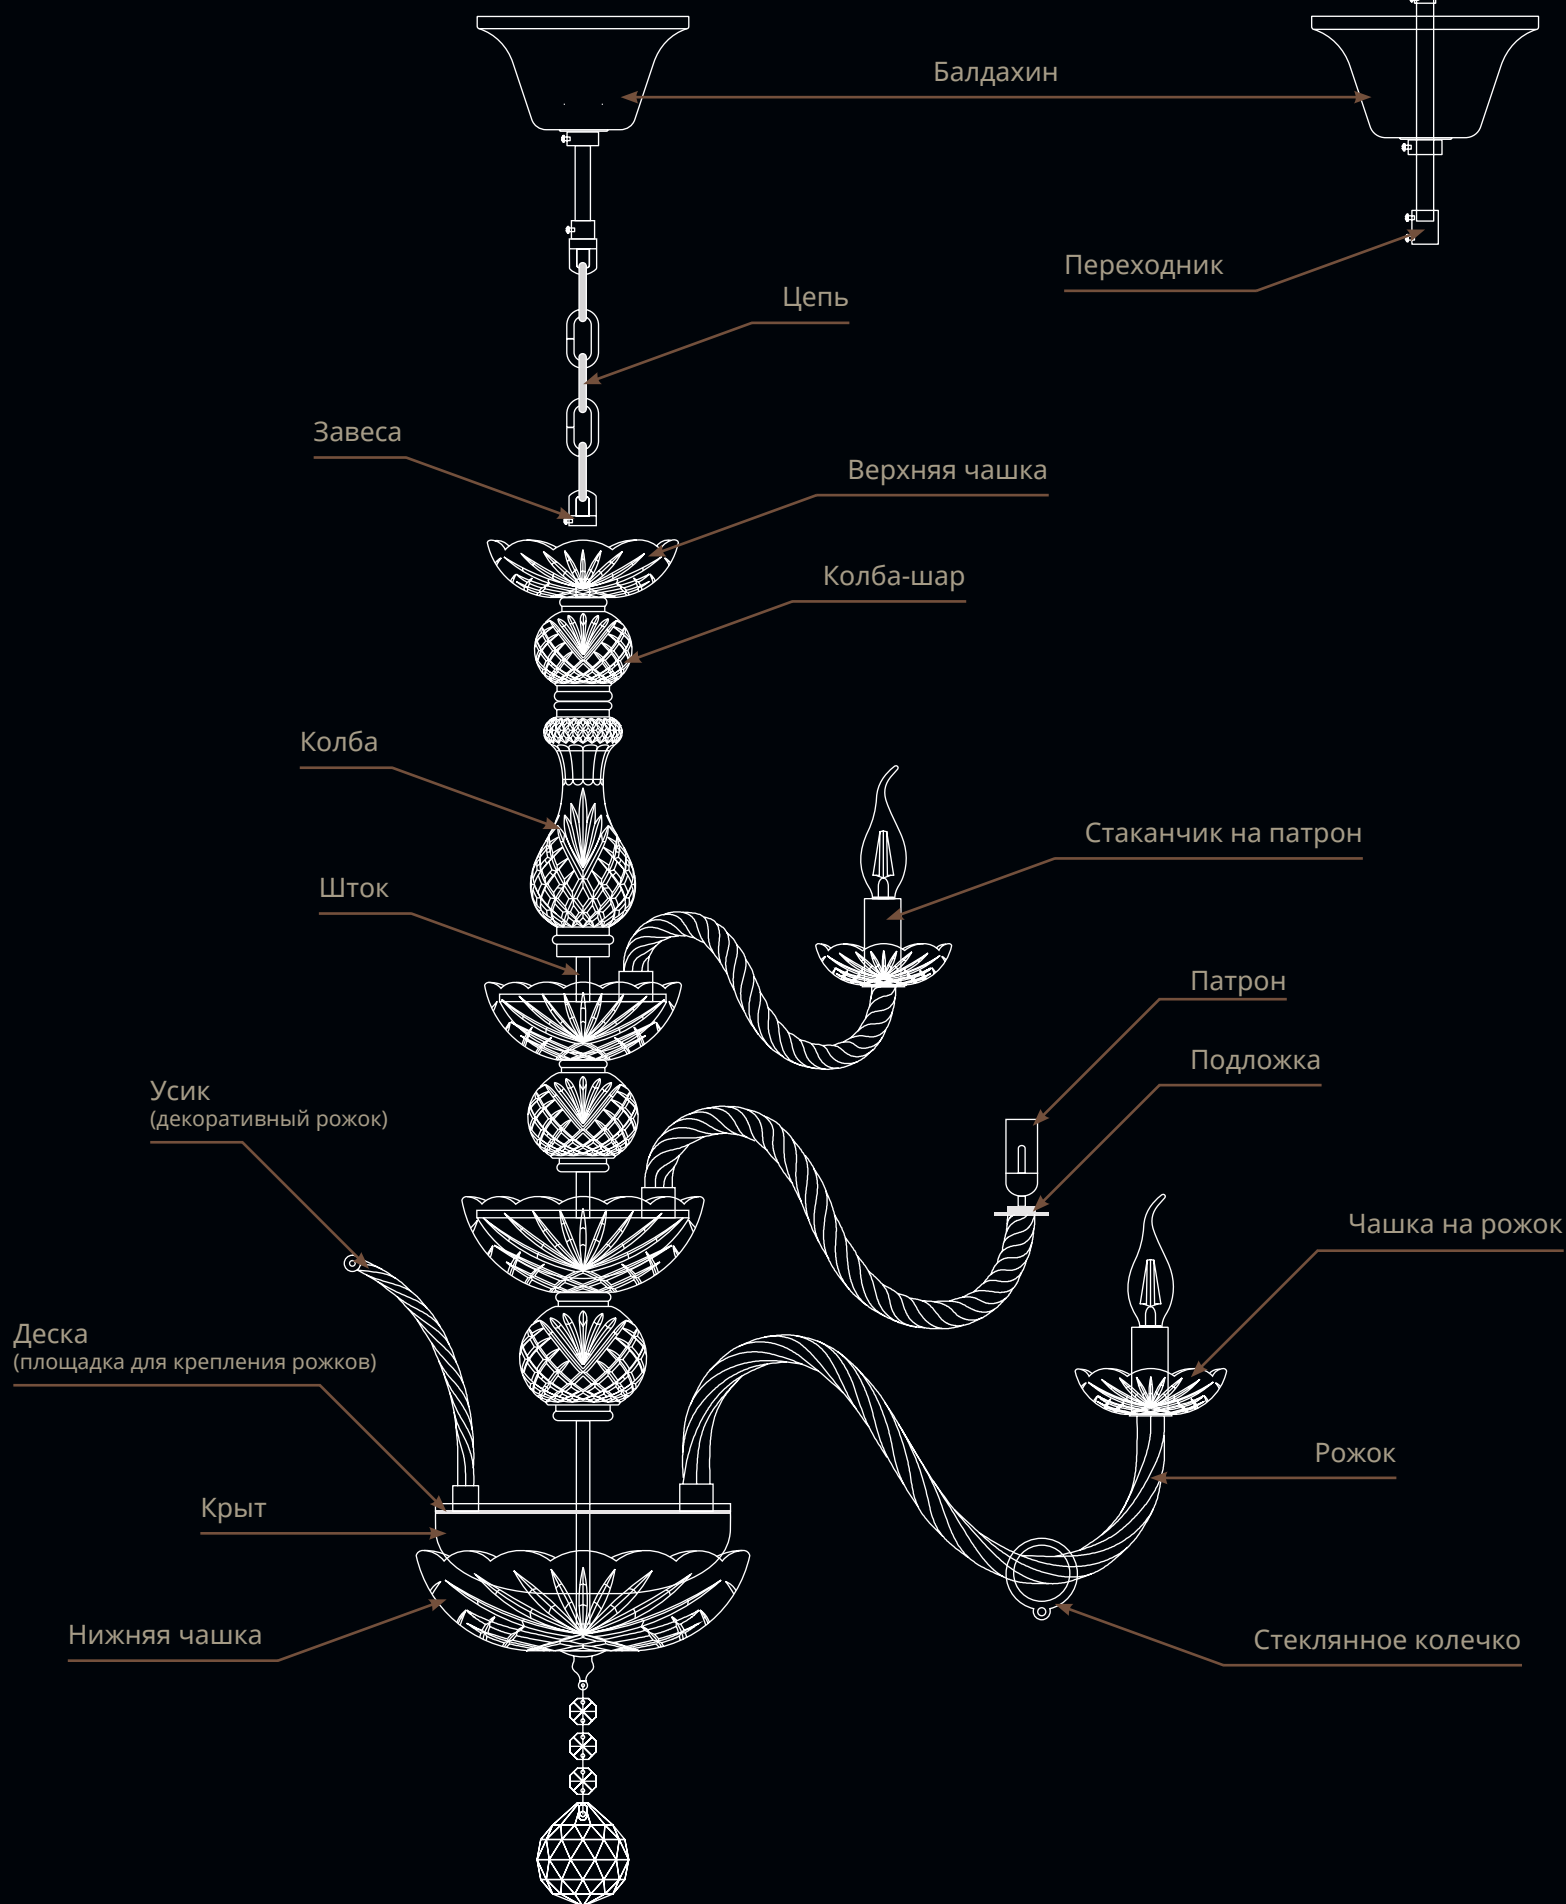 Балдахин
Переходник
Цепь
Завеса
Верхняя чашка
Колба-шар
Колба
Стаканчик на патрон
Шток
Патрон
Подложка
Усик
(декоративный рожок)
Чашка на рожок
Деска
(площадка для крепления рожков)
Рожок
Крыт
Нижняя чашка
Стеклянное колечко